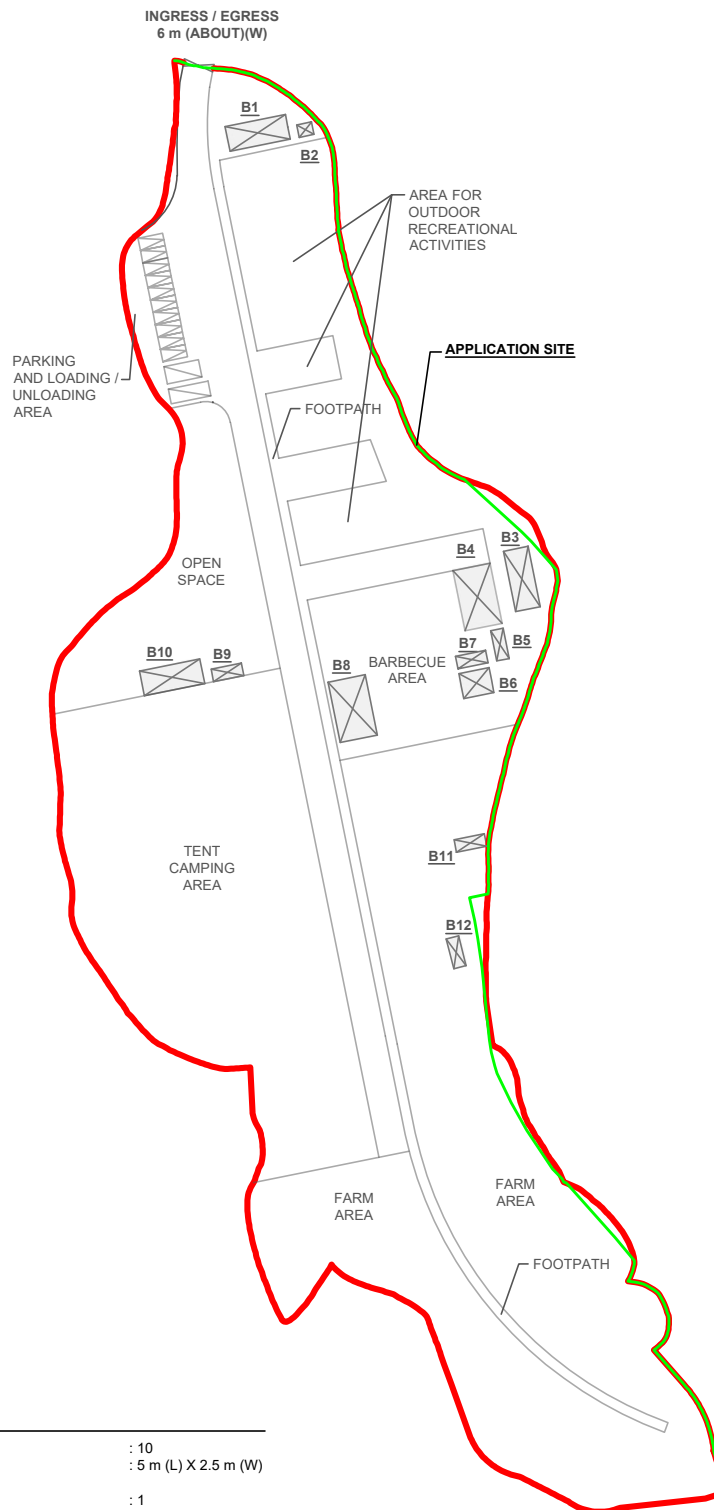 INGRESS / EGRESS
6 m (ABOUT)(W)
B1
B2
AREA FOR
OUTDOOR
RECREATIONAL
ACTIVITIES
APPLICATION SITE
PARKING
AND LOADING /
UNLOADING
AREA
FOOTPATH
OPEN
SPACE
B4
B3
B10
B9
B8
BARBECUE
AREA
B7
B5
B6
TENT
CAMPING
AREA
B11
B12
FARM
AREA
FARM
AREA
FOOTPATH
: 10
: 5 m (L) X 2.5 m (W)
: 1